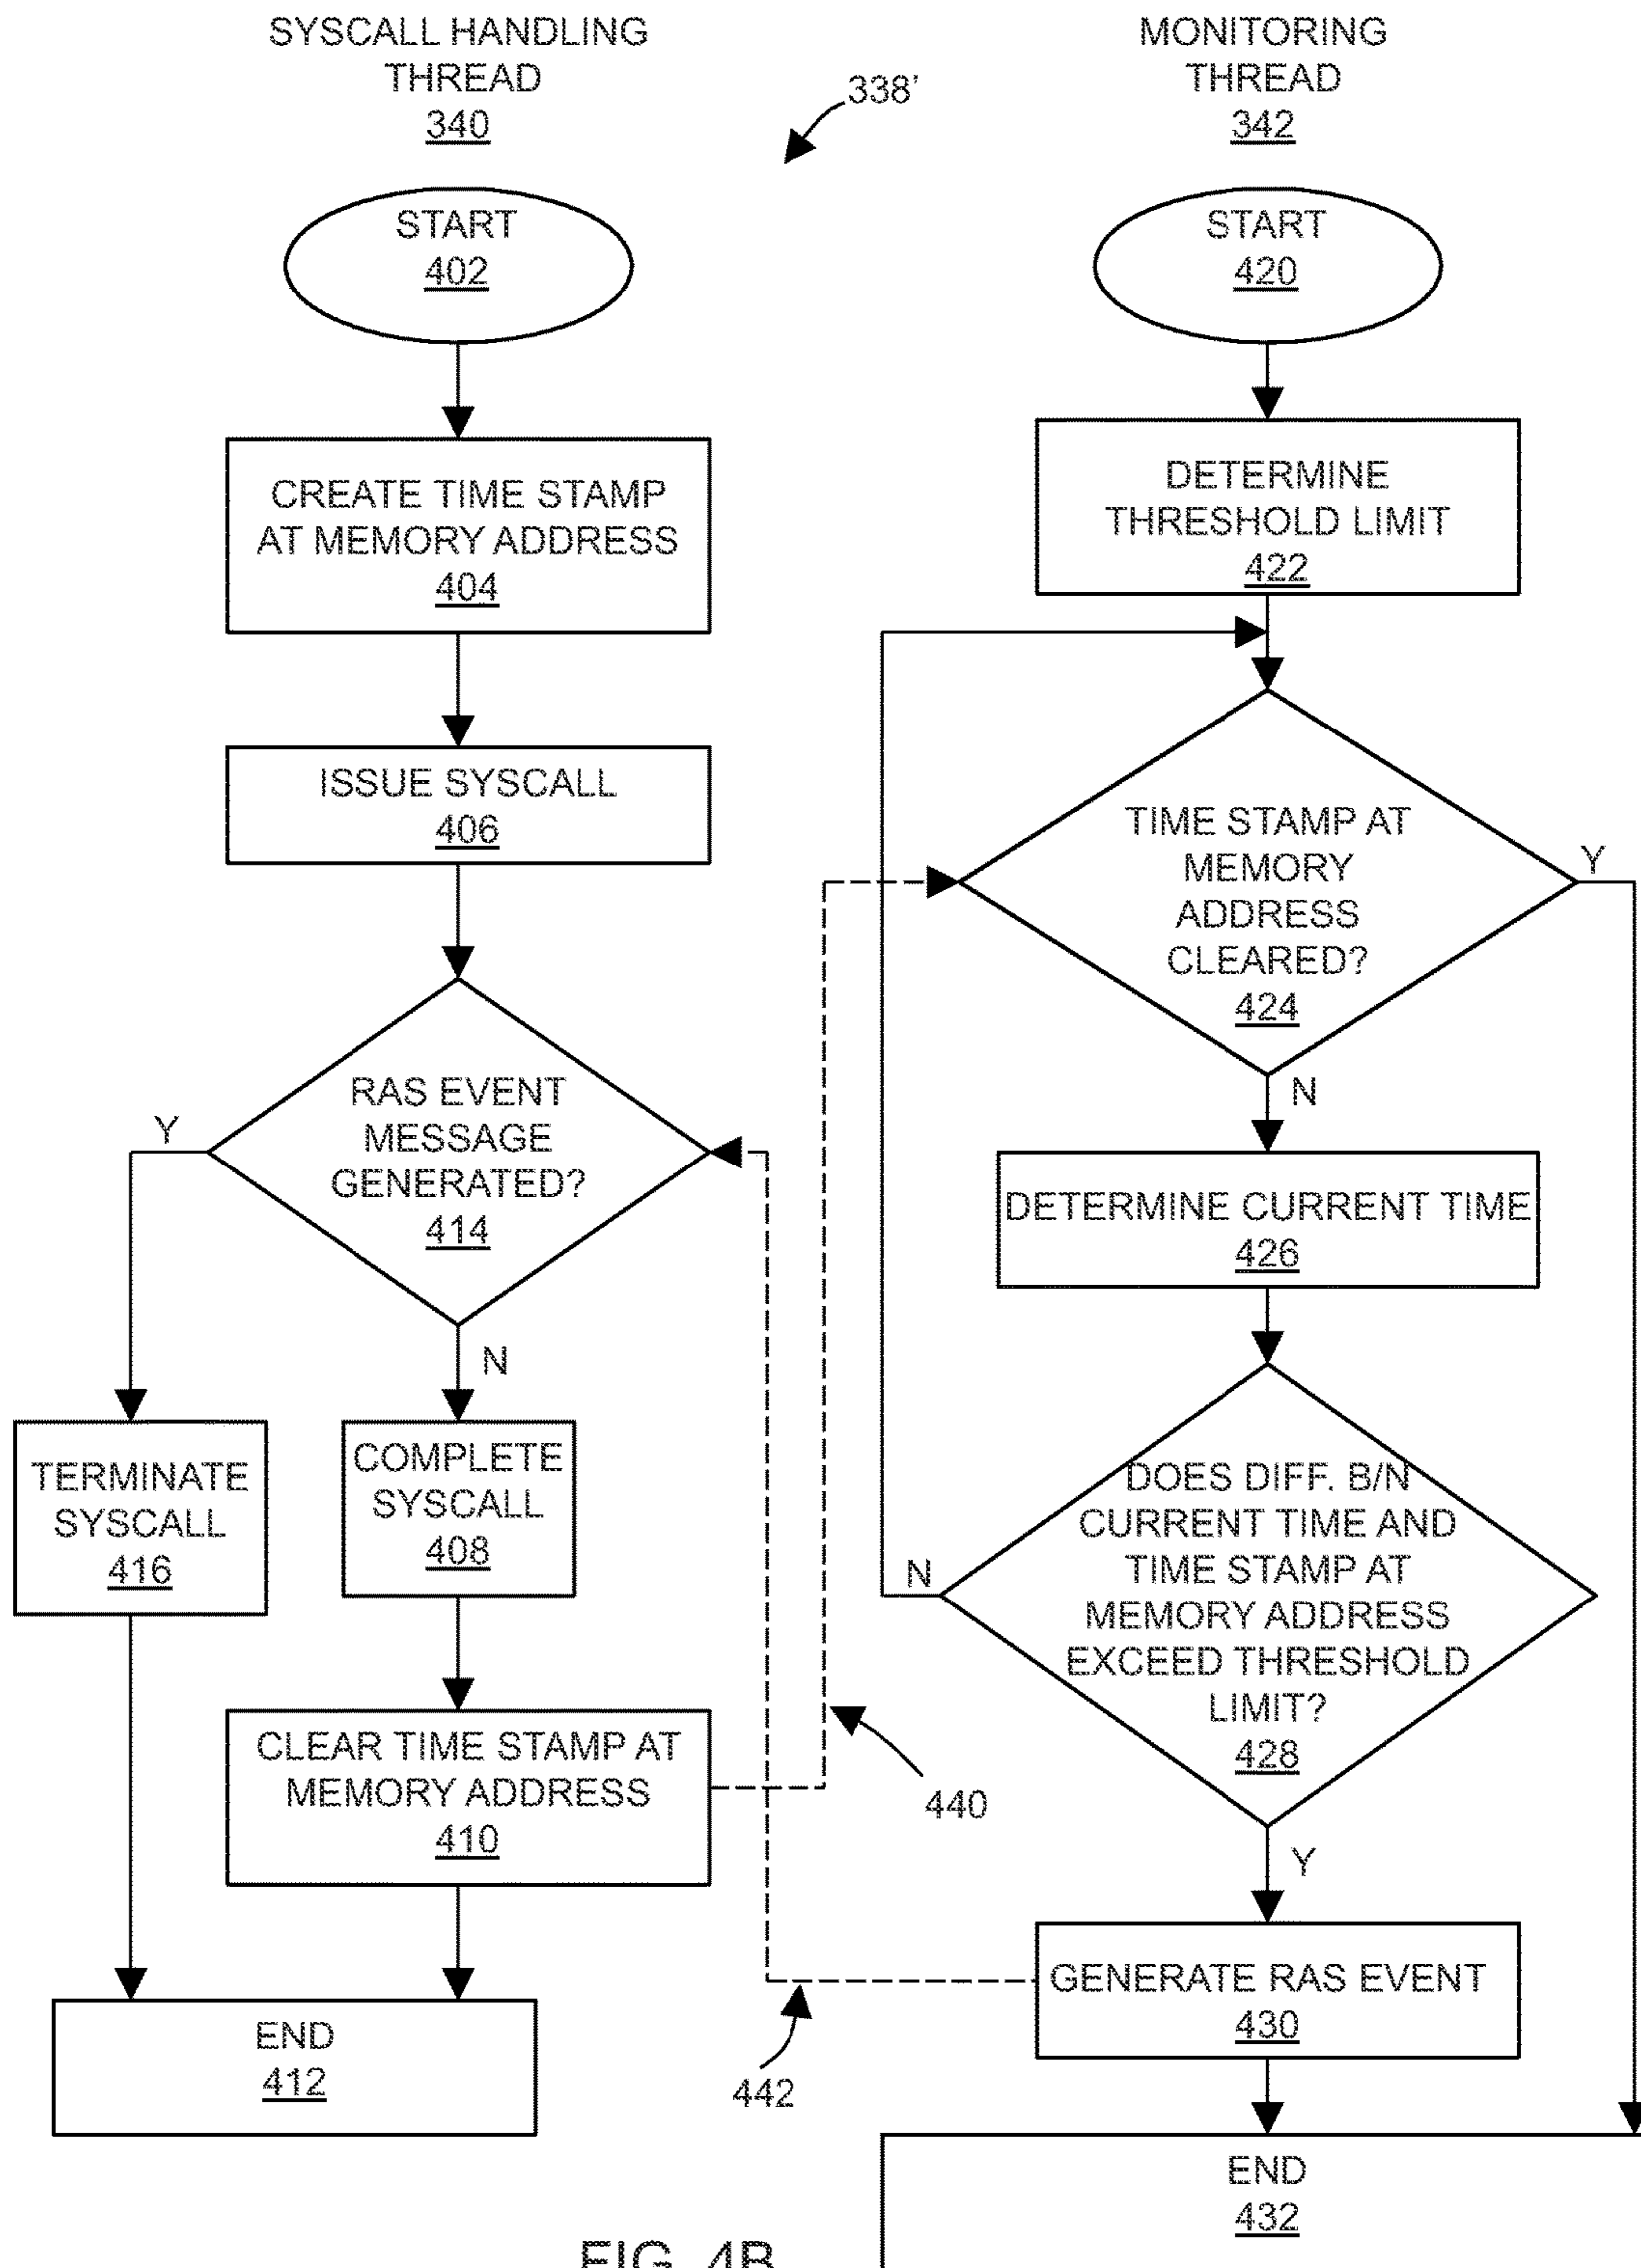 SYSCALL HANDLING
THREAD
340
338'
MONITORING
THREAD
342
START
402
CREATE TIME STAMP
AT MEMORY ADDRESS
404
ISSUE SYSCALL
406
RAS EVENT
MESSAGE
GENERATED?
414
Y
N
TERMINATE
SYSCALL
416
COMPLETE
SYSCALL
408
CLEAR TIME STAMP AT
MEMORY ADDRESS
410
END
412
START
420
DETERMINE
THRESHOLD LIMIT
422
TIME STAMP AT
MEMORY
ADDRESS
CLEARED?
424
Y
N
DETERMINE CURRENT TIME
426
DOES DIFF. B/N
CURRENT TIME AND
TIME STAMP AT
MEMORY ADDRESS
EXCEED THRESHOLD
LIMIT?
428
N
Y
440
GENERATE RAS EVENT
430
442
END
432
FIG. 4B